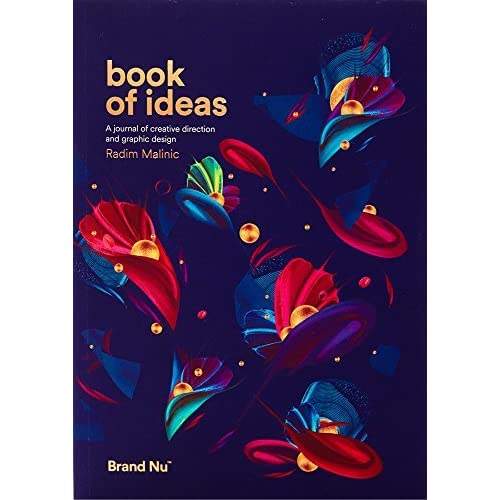 book
of ideas
A journal of creative direction
and graphic design
Radim Malinic
Brand Nu™